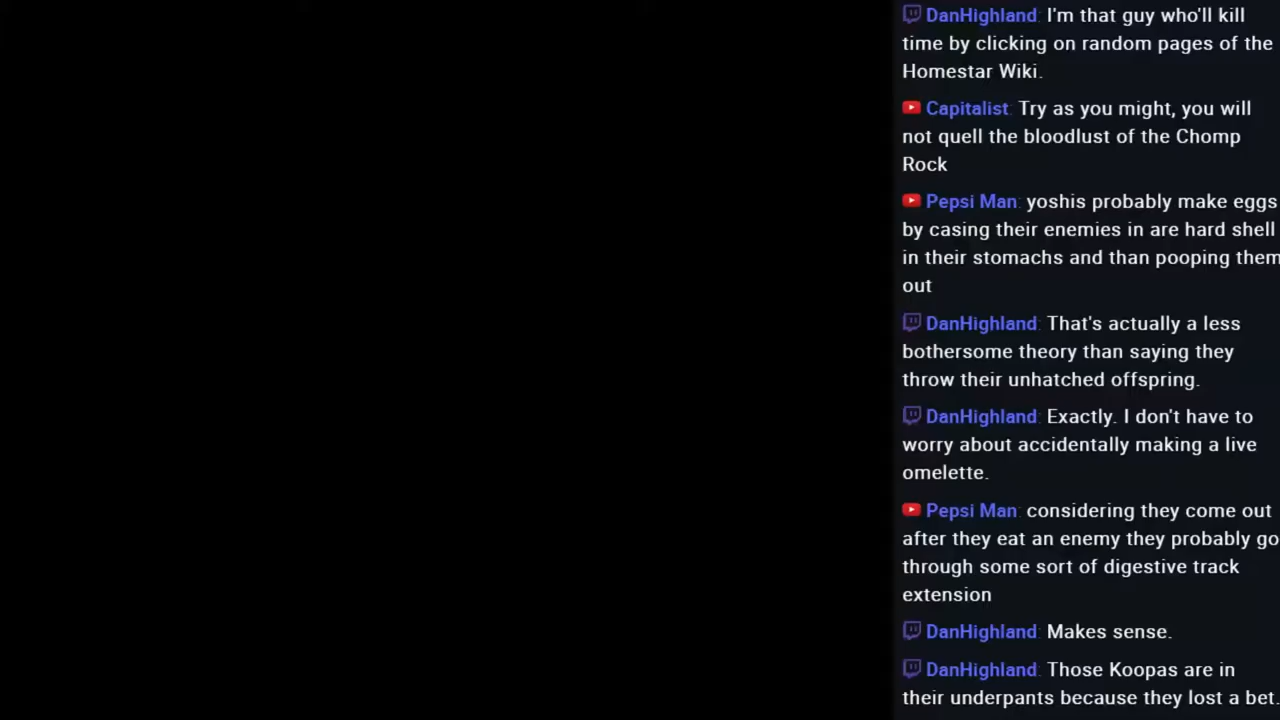 DanHighland: I'm that guy who'll kill
time by clicking on random pages of the
Homestar Wiki.
Capitalist: Try as you might, you will
not quell the bloodlust of the Chomp
Rock
Pepsi Man: yoshis probably make eggs
by casing their enemies in are hard shell
in their stomachs and than pooping them
out
DanHighland: That's actually a less
bothersome theory than saying they
throw their unhatched offspring.
DanHighland: Exactly. I don't have to
worry about accidentally making a live
omelette.
Pepsi Man: considering they come out
after they eat an enemy they probably go
through some sort of digestive track
extension
DanHighland: Makes sense.
DanHighland: Those Koopas are in
their underpants because they lost a bet.